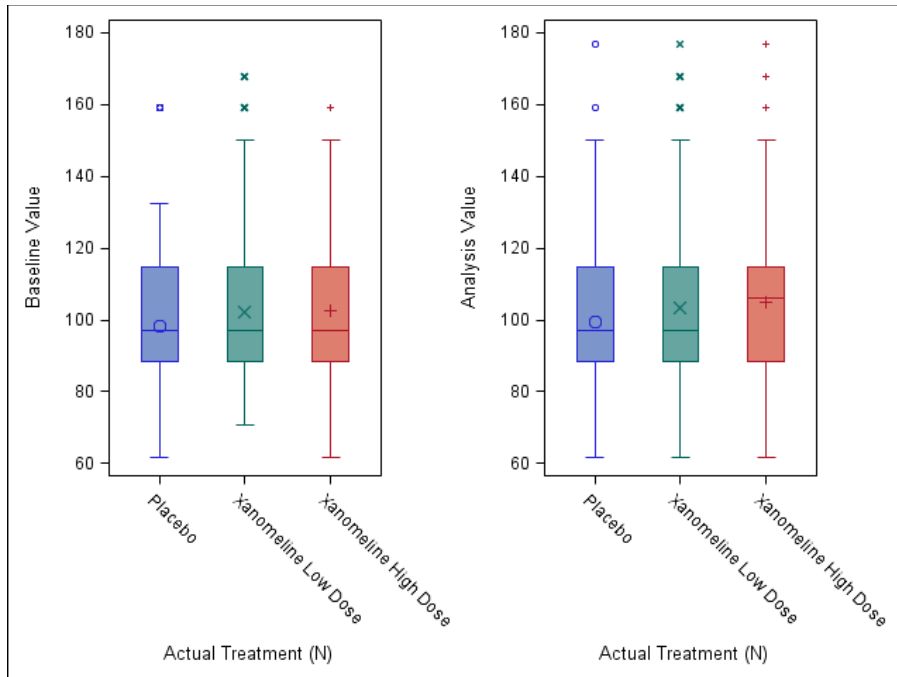 180
160
140
120
100
80
60
Baseline Value
Placebo
Xanomeline Low Dose
Xanomeline High Dose
Actual Treatment (N)
180
160
140
120
100
80
60
Analysis Value
Placebo
Xanomeline Low Dose
Xanomeline High Dose
Actual Treatment (N)